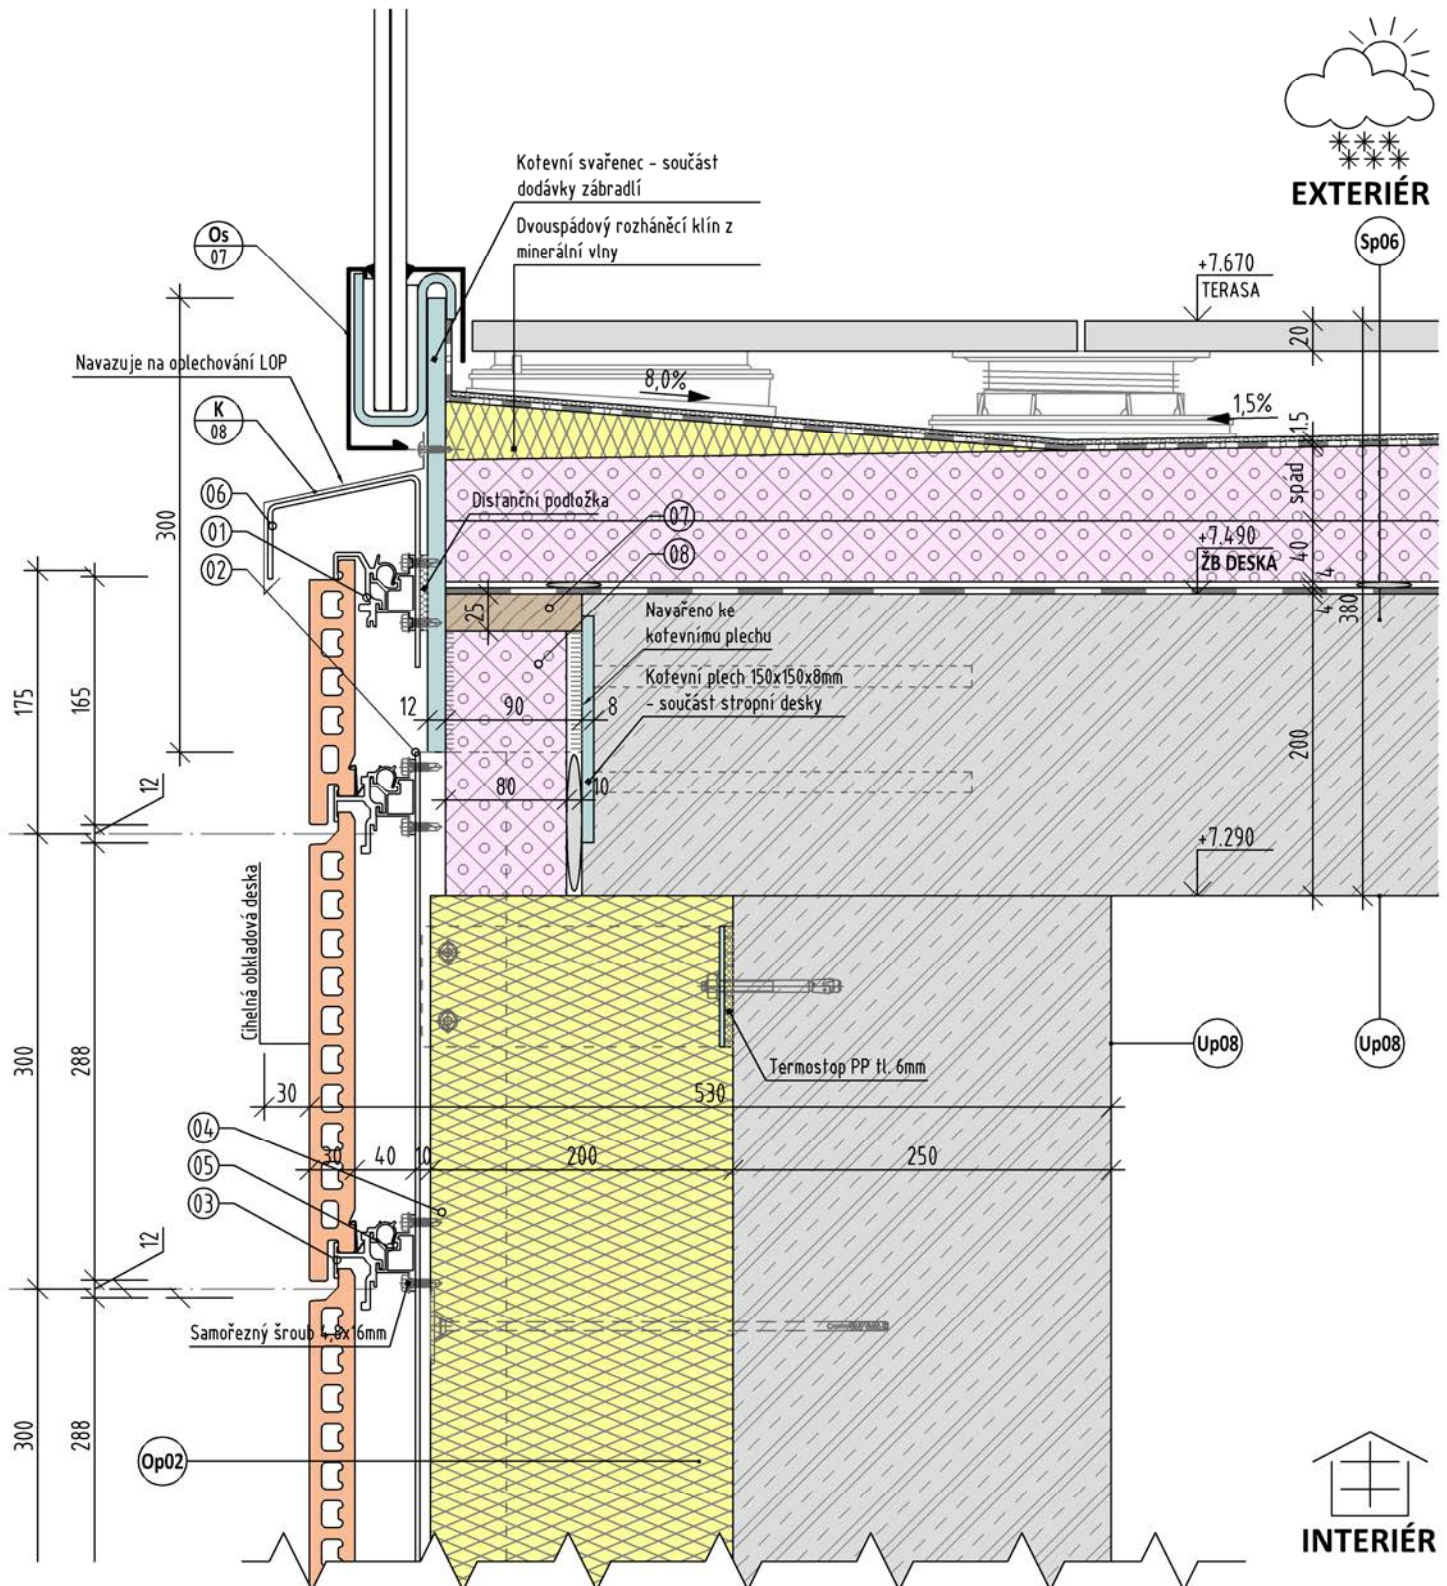 EXTERIÉR
Kotevní svařenec - součást
dodávky zábradlí
Dvouspádový rozháněcí klín z
minerální vlny
Os
07
Sp06
+7.670
TERASA
20
Navazuje na oplechování LOP
8,0%
1,5%
K
08
1.5
06
01
02
300
Distanční podložka
07
08
spád
+7.490
ŽB DESKA
40
4
4
380
25
Navařeno ke
kotevnímu plechu
Kotevní plech 150x150x8mm
- součást stropní desky
12
90
8
175
165
200
80
10
12
+7.290
Cihelná obkladová deska
Up08
Up08
Termostop PP tl. 6mm
300
288
30
530
04
05
03
30
40
10
200
250
12
Samořezný šroub 4,8x16mm
300
288
Op02
INTERIÉR